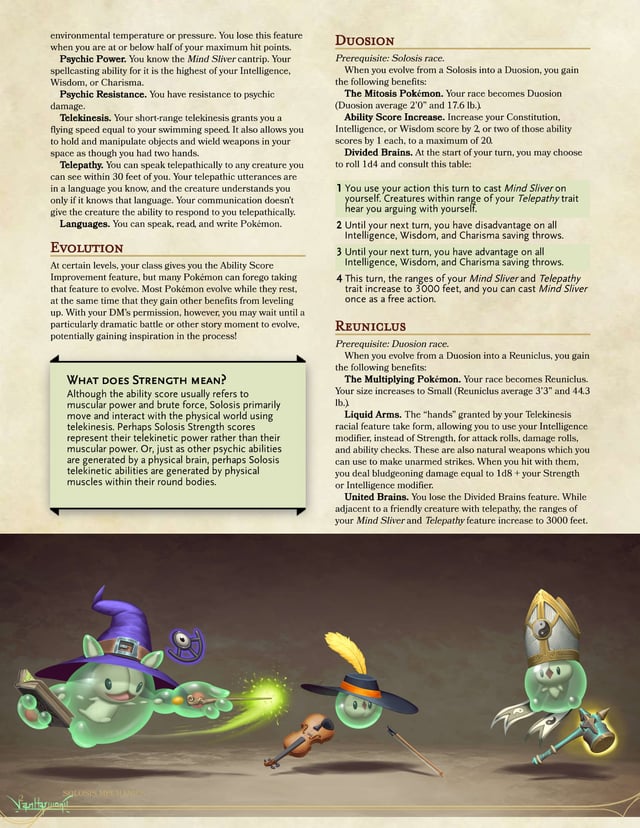 environmental temperature or pressure. You lose this feature
when you are at or below half of your maximum hit points.
Psychic Power. You know the Mind Sliver cantrip. Your
spellcasting ability for it is the highest of your Intelligence,
Wisdom, or Charisma.
Psychic Resistance. You have resistance to psychic
damage.
Telekinesis. Your short-range telekinesis grants you a
flying speed equal to your swimming speed. It also allows you
to hold and manipulate objects and wield weapons in your
space as though you had two hands.
Telepathy. You can speak telepathically to any creature you
can see within 30 feet of you. Your telepathic utterances are
in a language you know, and the creature understands you
only if it knows that language. Your communication doesn't
give the creature the ability to respond to you telepathically.
Languages. You can speak, read, and write Pokémon.
Evolution
At certain levels, your class gives you the Ability Score
Improvement feature, but many Pokémon can forego taking
that feature to evolve. Most Pokémon evolve while they rest,
at the same time that they gain other benefits from leveling
up. With your DM's permission, however, you may wait until a
particularly dramatic battle or other story moment to evolve,
potentially gaining inspiration in the process!
What does Strength mean?
Although the ability score usually refers to
muscular power and brute force, Solosis primarily
move and interact with the physical world using
telekinesis. Perhaps Solosis Strength scores
represent their telekinetic power rather than their
muscular power. Or, just as other psychic abilities
are generated by a physical brain, perhaps Solosis
telekinetic abilities are generated by physical
muscles within their round bodies.
Duosion
Prerequisite: Solosis race.
When you evolve from a Solosis into a Duosion, you gain
the following benefits:
The Mitosis Pokémon. Your race becomes Duosion
(Duosion average 2'0" and 17.6 lb.).
Ability Score Increase. Increase your Constitution,
Intelligence, or Wisdom score by 2, or two of those ability
scores by 1 each, to a maximum of 20.
Divided Brains. At the start of your turn, you may choose
to roll 1d4 and consult this table:
1 You use your action this turn to cast Mind Sliver on
yourself. Creatures within range of your Telepathy trait
hear you arguing with yourself.
2 Until your next turn, you have disadvantage on all
Intelligence, Wisdom, and Charisma saving throws.
3 Until your next turn, you have advantage on all
Intelligence, Wisdom, and Charisma saving throws.
4 This turn, the ranges of your Mind Sliver and Telepathy
trait increase to 3000 feet, and you can cast Mind Sliver
once as a free action.
Reuniclus
Prerequisite: Duosion race.
When you evolve from a Duosion into a Reuniclus, you gain
the following benefits:
The Multiplying Pokémon. Your race becomes Reuniclus.
Your size increases to Small (Reuniclus average 3'3" and 44.3
lb.).
Liquid Arms. The "hands" granted by your Telekinesis
racial feature take form, allowing you to use your Intelligence
modifier, instead of Strength, for attack rolls, damage rolls,
and ability checks. These are also natural weapons which you
can use to make unarmed strikes. When you hit with them,
you deal bludgeoning damage equal to 1d8 + your Strength
or Intelligence modifier.
United Brains. You lose the Divided Brains feature. While
adjacent to a friendly creature with telepathy, the ranges of
your Mind Sliver and Telepathy feature increase to 3000 feet.
SOLOSIS MECHANICS